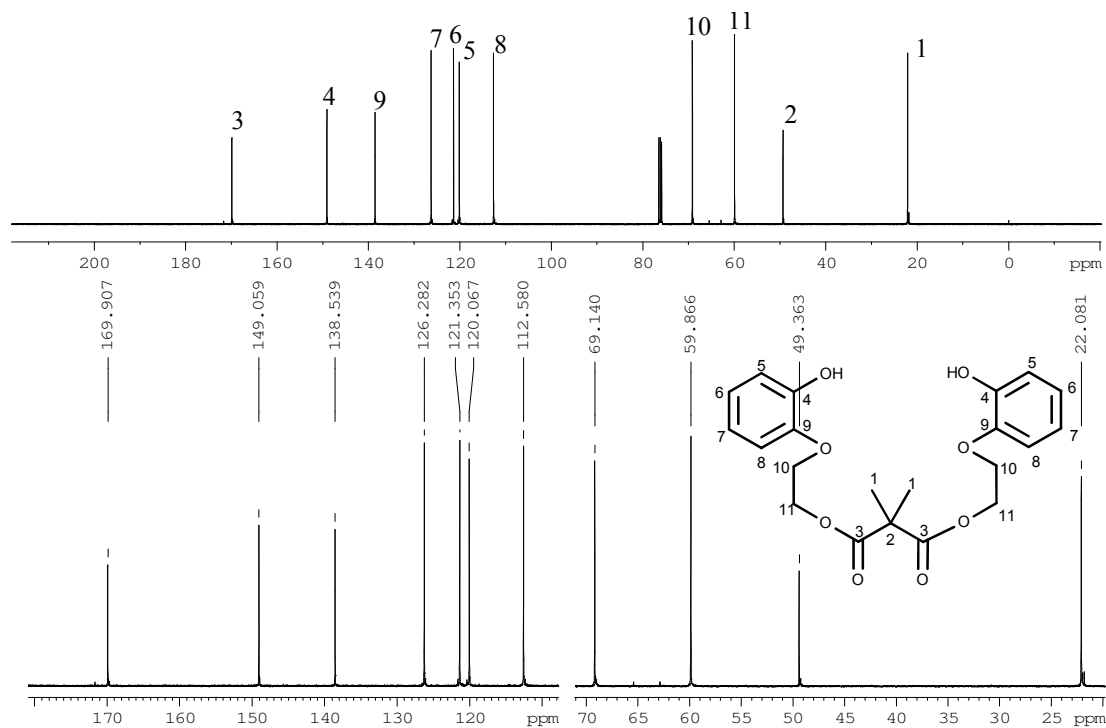 3 4 9 7 6 5 8 10 11 2 1
200 180 160 140 120 100 80 60 40 20 0 ppm
169.907
149.059
138.539
126.282
121.353
120.067
112.580
69.140
59.866
49.363
22.081
5 OH HO 5
6 4 4 6
7 9 9 7
8 O O 8
10 1 1 10
11 O 3 2 3 O 11
O O
170 160 150 140 130 120 ppm
70 65 60 55 50 45 40 35 30 25 20 ppm